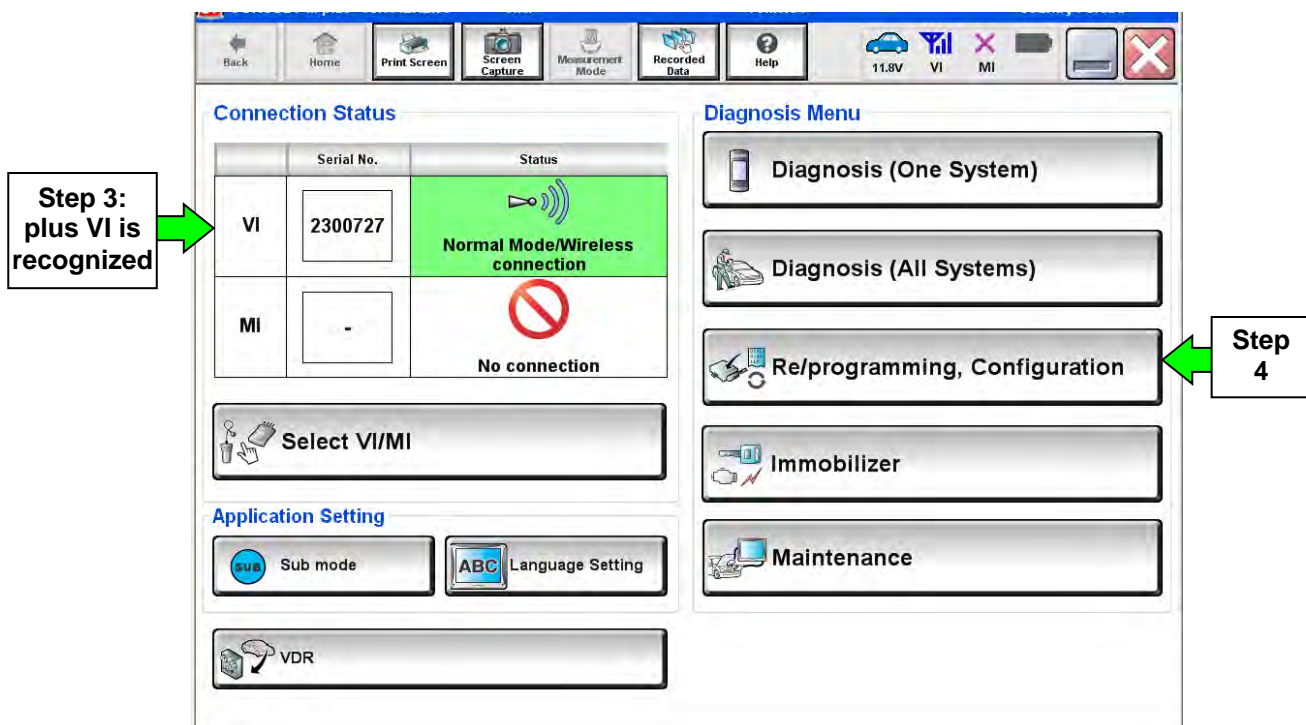 Back
Home
Print Screen
Screen
Capture
Measurement
Mode
Recorded
Data
Help
11.8V
VI
MI
Connection Status
Serial No.
Status
VI
2300727
Normal Mode/Wireless
connection
MI
-
No connection
Select VI/MI
Application Setting
SUB
Sub mode
ABC
Language Setting
VDR
Diagnosis Menu
Diagnosis (One System)
Diagnosis (All Systems)
Re/programming, Configuration
Immobilizer
Maintenance
Step 3:
plus VI is
recognized
Step
4